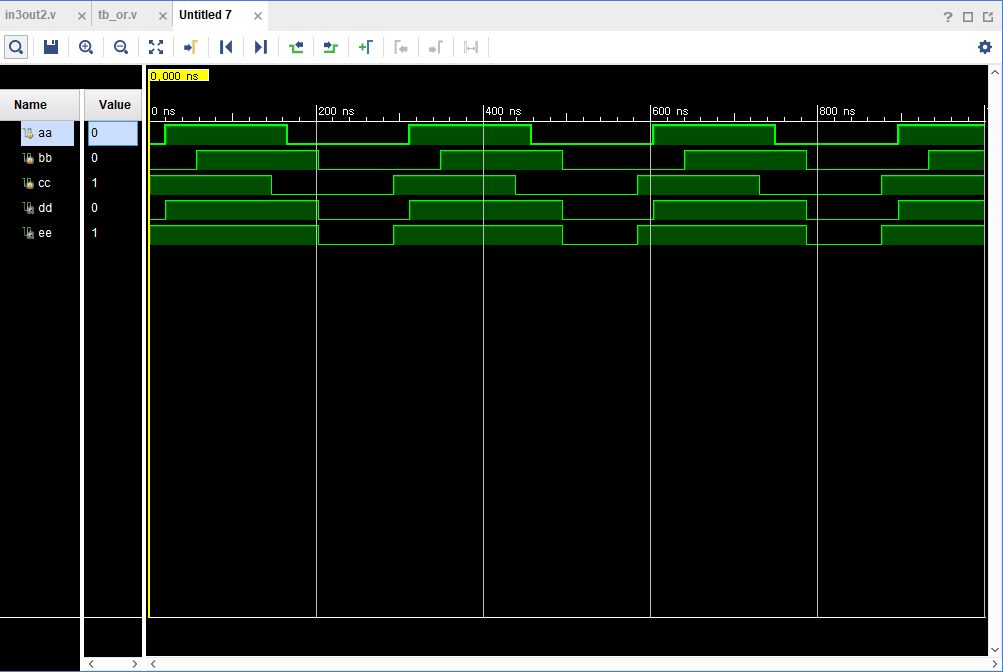 in3out2.v × tb_or.v × Untitled 7 × ?
0,000 ns
0 ns 200 ns 400 ns 600 ns 800 ns
Name Value
aa 0
bb 0
cc 1
dd 0
ee 1